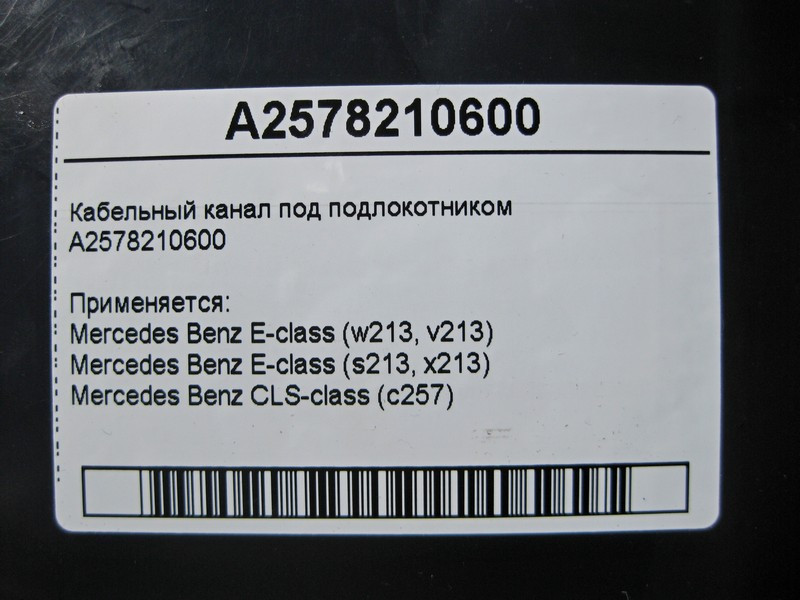 A2578210600
Кабельный канал под подлокотником
A2578210600
Применяется:
Mercedes Benz E-class (w213, v213)
Mercedes Benz E-class (s213, x213)
Mercedes Benz CLS-class (c257)